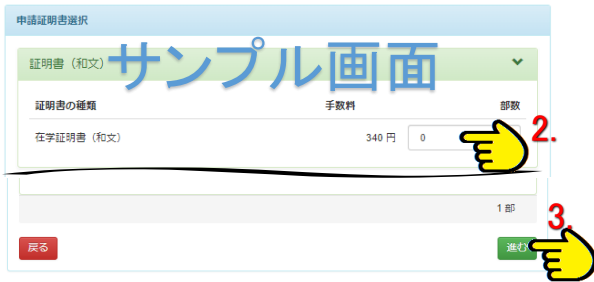 申請証明書選択
証明書（和文）
サンプル画面
証明書の種類 手数料 部数
在学証明書（和文） 340 円 0
2.
1 部
3.
戻る 進む